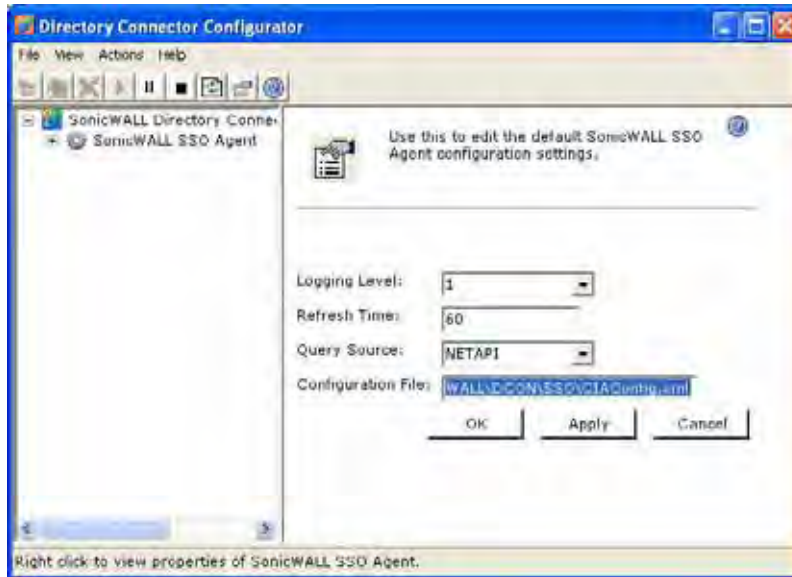 Directory Connector Configurator
File View Actions Help
SonicWALL Directory Conne
SonicWALL SSO Agent
Use this to edit the default SonicWALL SSO
Agent configuration settings.
Logging Level:
1
Refresh Time:
60
Query Source:
NETAPI
Configuration File:
WALL\DCON\SSO\CIAConfig.xml
OK Apply Cancel
Right click to view properties of SonicWALL SSO Agent.